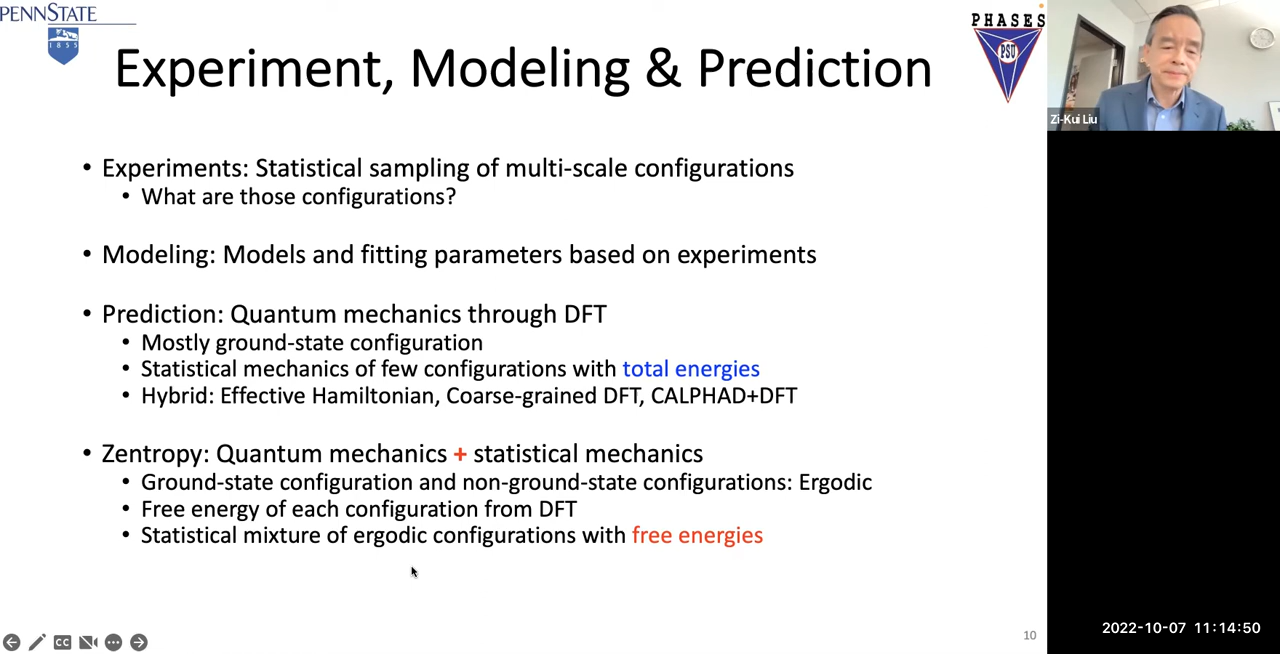 PENNSTATE
1855
Experiment, Modeling & Prediction
PHASES
PSU
Zi-Kui Liu
• Experiments: Statistical sampling of multi-scale configurations
• What are those configurations?
• Modeling: Models and fitting parameters based on experiments
• Prediction: Quantum mechanics through DFT
• Mostly ground-state configuration
• Statistical mechanics of few configurations with total energies
• Hybrid: Effective Hamiltonian, Coarse-grained DFT, CALPHAD+DFT
• Zentropy: Quantum mechanics + statistical mechanics
• Ground-state configuration and non-ground-state configurations: Ergodic
• Free energy of each configuration from DFT
• Statistical mixture of ergodic configurations with free energies
CC
10
2022-10-07 11:14:50